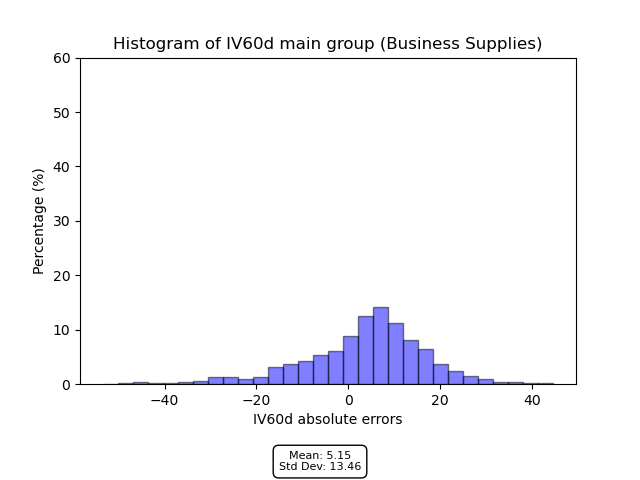 Histogram of IV60d main group (Business Supplies)
60
50
40
30
20
10
0
Percentage (%)
−40
−20
0
20
40
IV60d absolute errors
Mean: 5.15
Std Dev: 13.46